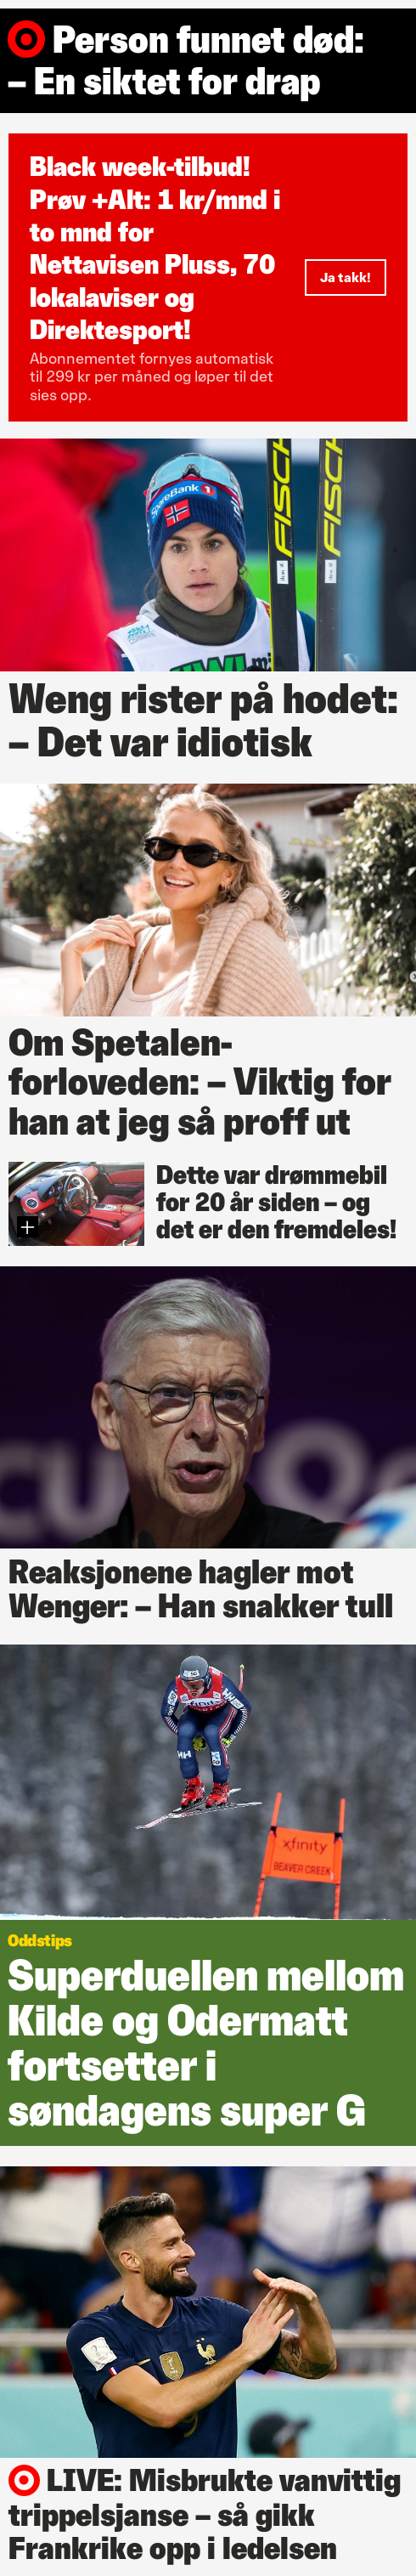 Person funnet død:
– En siktet for drap
Black week-tilbud!
Prøv +Alt: 1 kr/mnd i
to mnd for
Nettavisen Pluss, 70
lokalaviser og
Direktesport!
Ja takk!
Abonnementet fornyes automatisk
til 299 kr per måned og løper til det
sies opp.
SpareBank 1
FISCH
FISCH
Weng rister på hodet:
– Det var idiotisk
Om Spetalen-
forloveden: – Viktig for
han at jeg så proff ut
Dette var drømmebil
for 20 år siden – og
det er den fremdeles!
Reaksjonene hagler mot
Wenger: – Han snakker tull
HH
xfinity
BEAVER CREEK
Oddstips
Superduellen mellom
Kilde og Odermatt
fortsetter i
søndagens super G
LIVE: Misbrukte vanvittig
trippelsjanse – så gikk
Frankrike opp i ledelsen